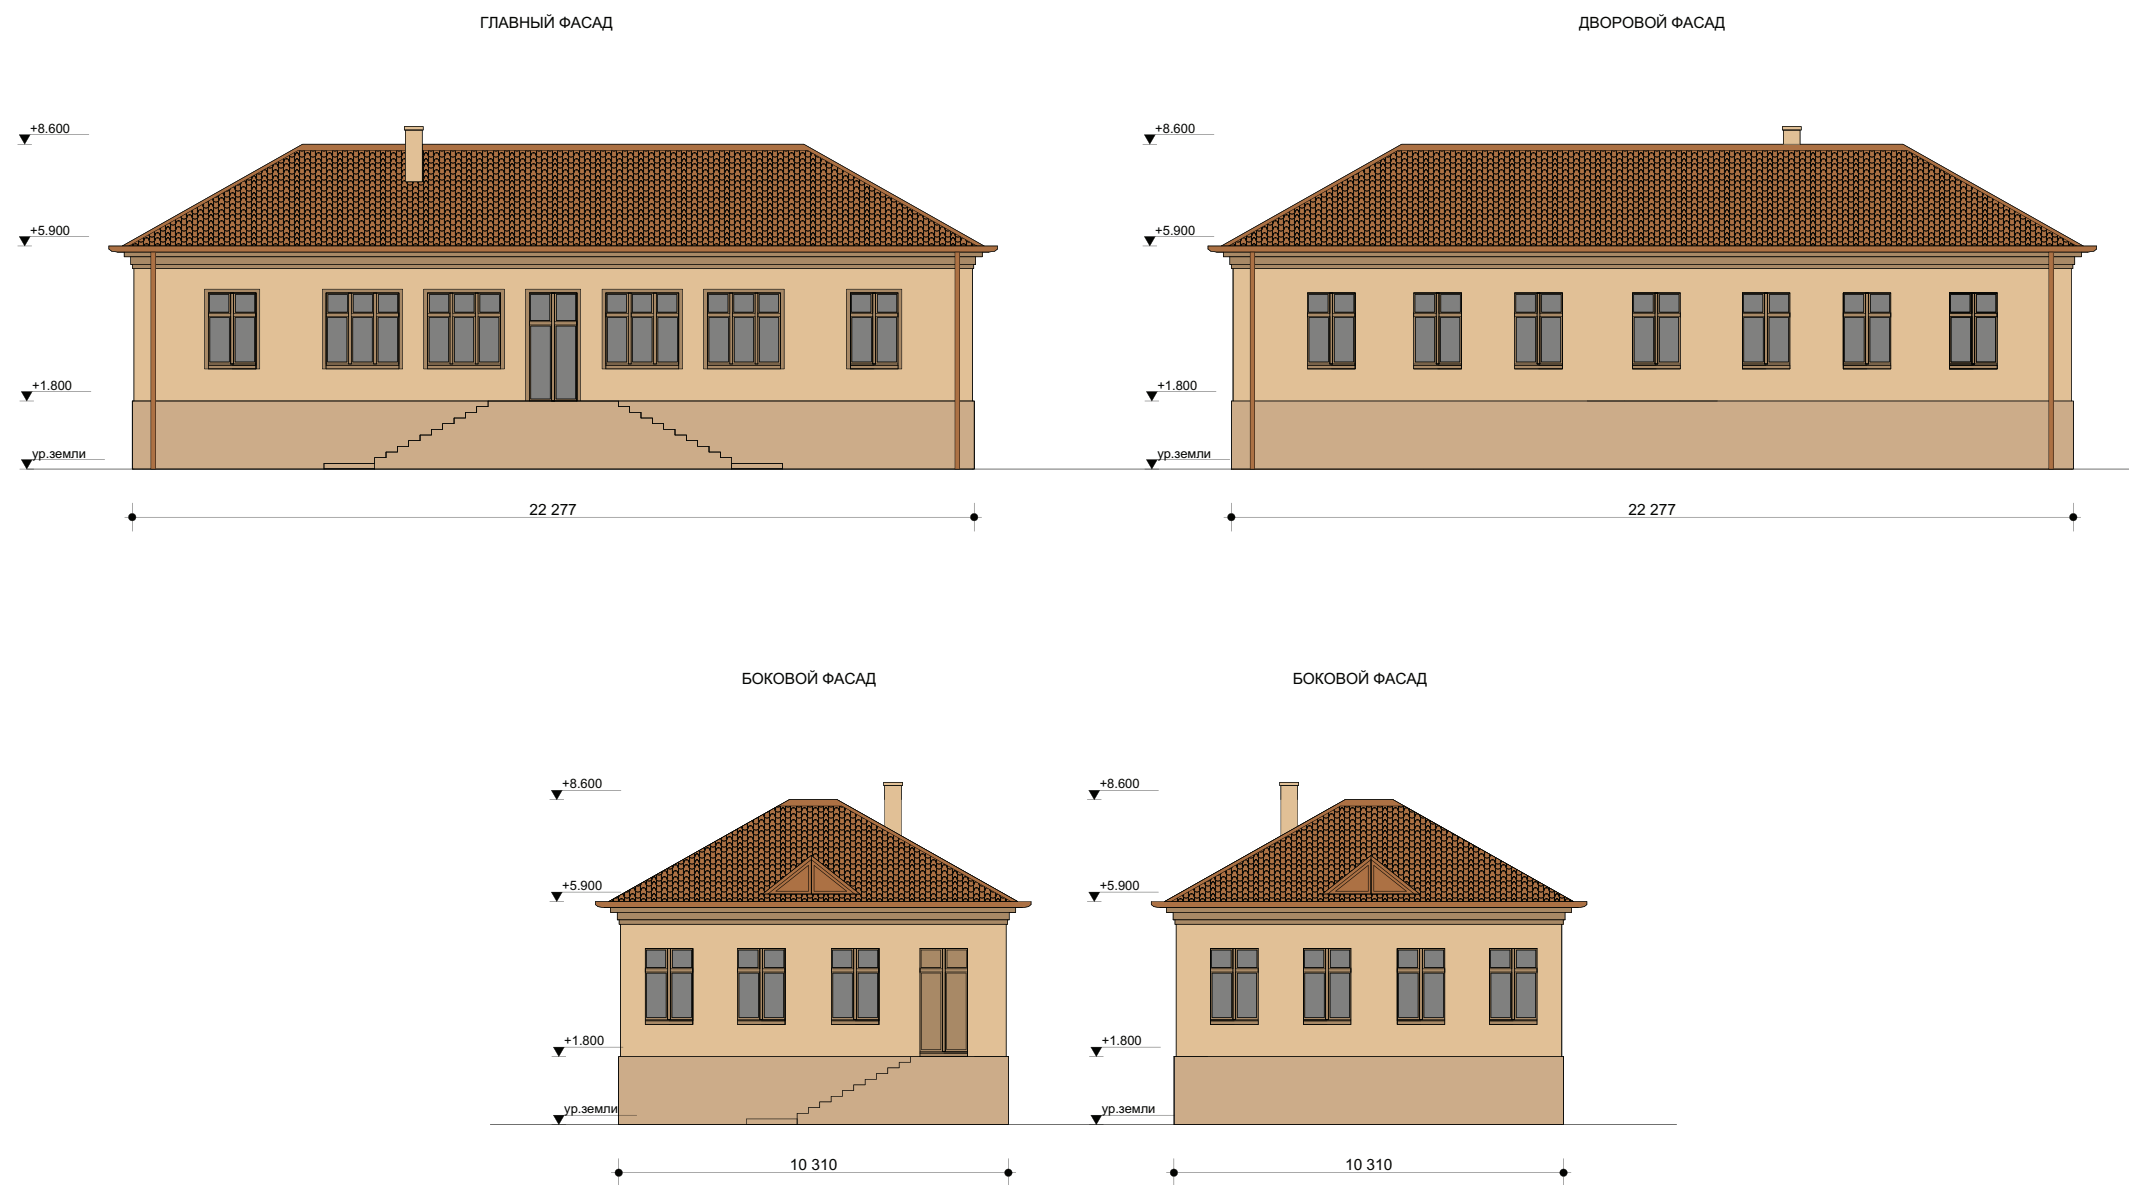 ГЛАВНЫЙ ФАСАД
+8.600
+5.900
+1.800
ур.земли
22 277
ДВОРОВОЙ ФАСАД
+8.600
+5.900
+1.800
ур.земли
22 277
БОКОВОЙ ФАСАД
+8.600
+5.900
+1.800
ур.земли
10 310
БОКОВОЙ ФАСАД
+8.600
+5.900
+1.800
ур.земли
10 310